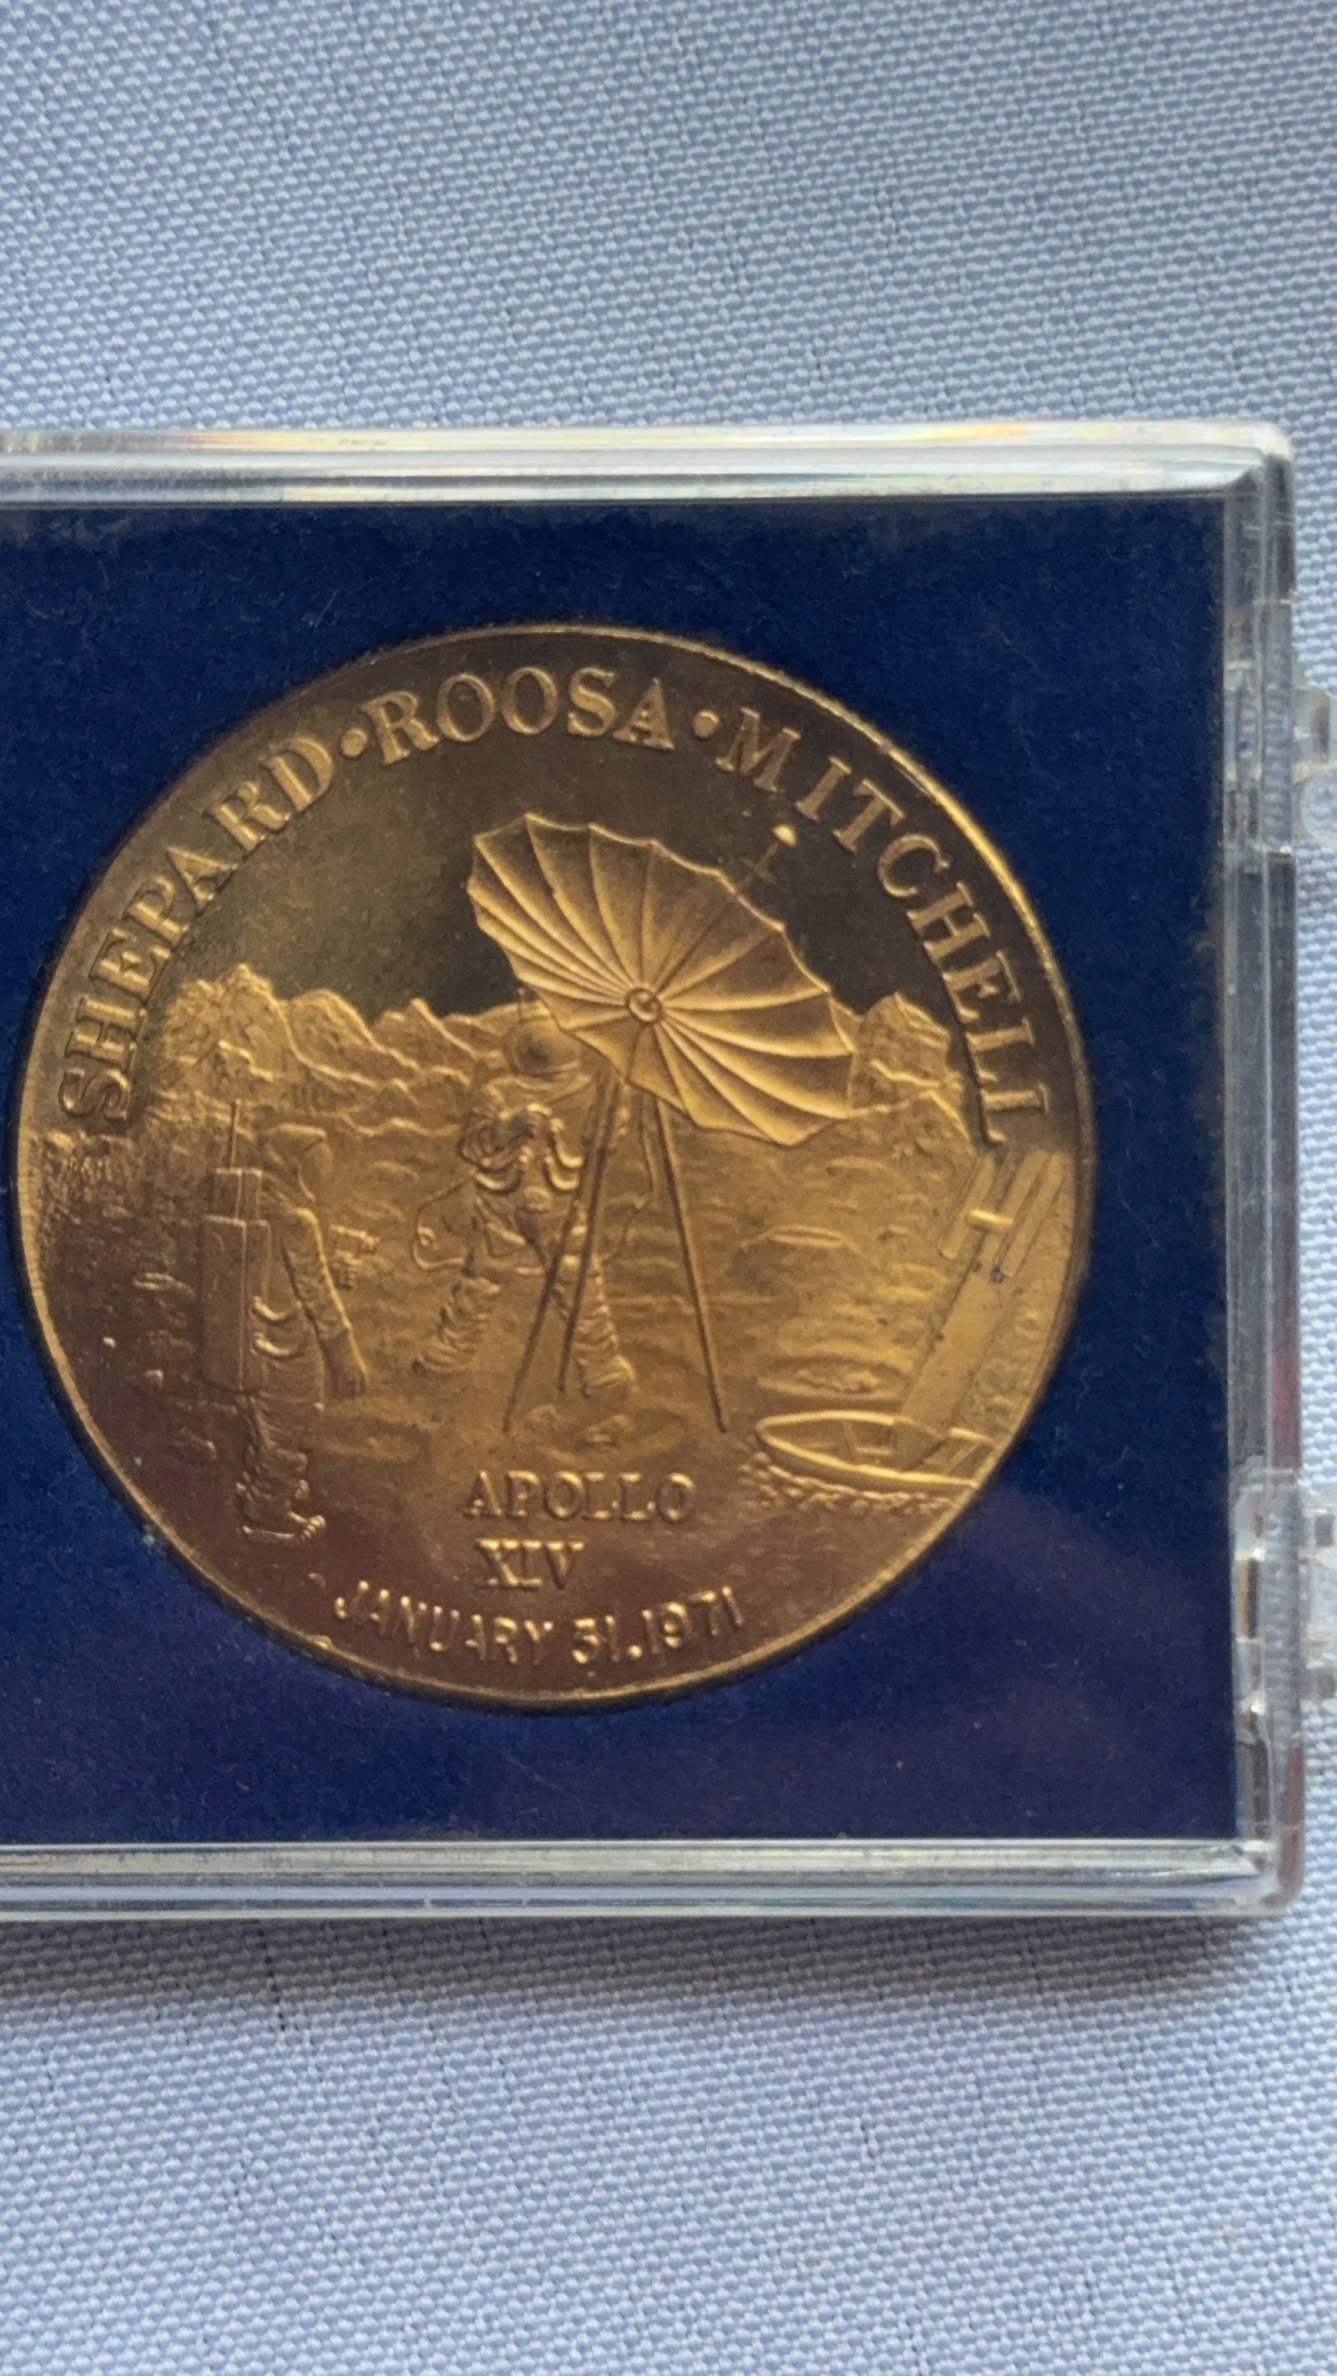 SHEPARD•ROOSA•MITCHELL
APOLLO
XIV
JANUARY 31.1971